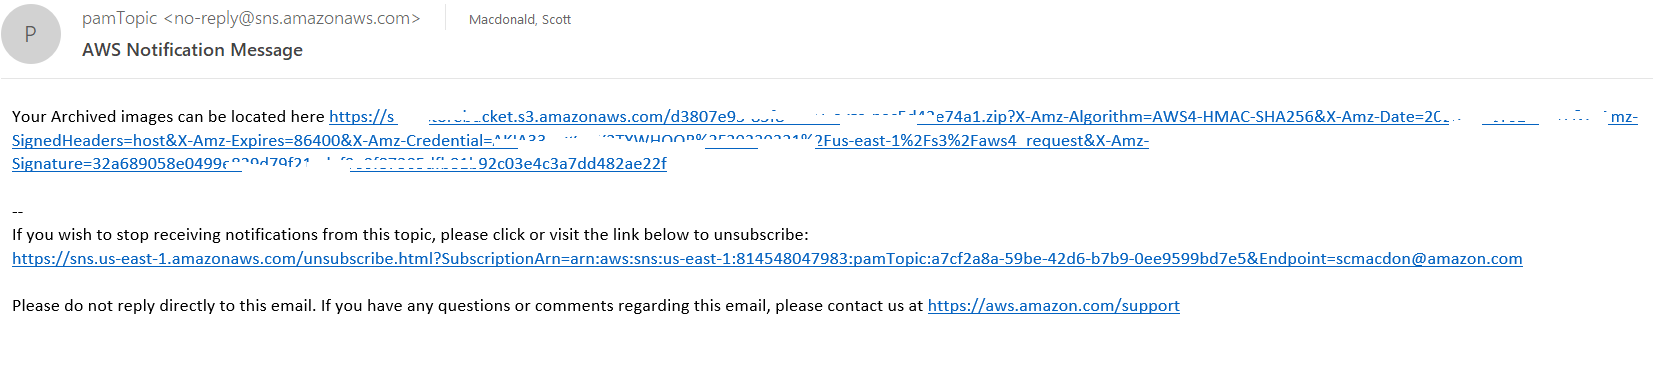 P
pamTopic <no-reply@sns.amazonaws.com>
Macdonald, Scott
AWS Notification Message
Your Archived images can be located here https://s cket.s3.amazonaws.com/d3807e9 e74a1.zip?X-Amz-Algorithm=AWS4-HMAC-SHA256&X-Amz-Date=20 mz-
SignedHeaders=host&X-Amz-Expires=86400&X-Amz-Credential= 2Fus-east-1%2Fs3%2Faws4_request&X-Amz-
Signature=32a689058e0499 92c03e4c3a7dd482ae22f
--
If you wish to stop receiving notifications from this topic, please click or visit the link below to unsubscribe:
https://sns.us-east-1.amazonaws.com/unsubscribe.html?SubscriptionArn=arn:aws:sns:us-east-1:814548047983:pamTopic:a7cf2a8a-59be-42d6-b7b9-0ee9599bd7e5&Endpoint=scmacdon@amazon.com
Please do not reply directly to this email. If you have any questions or comments regarding this email, please contact us at https://aws.amazon.com/support